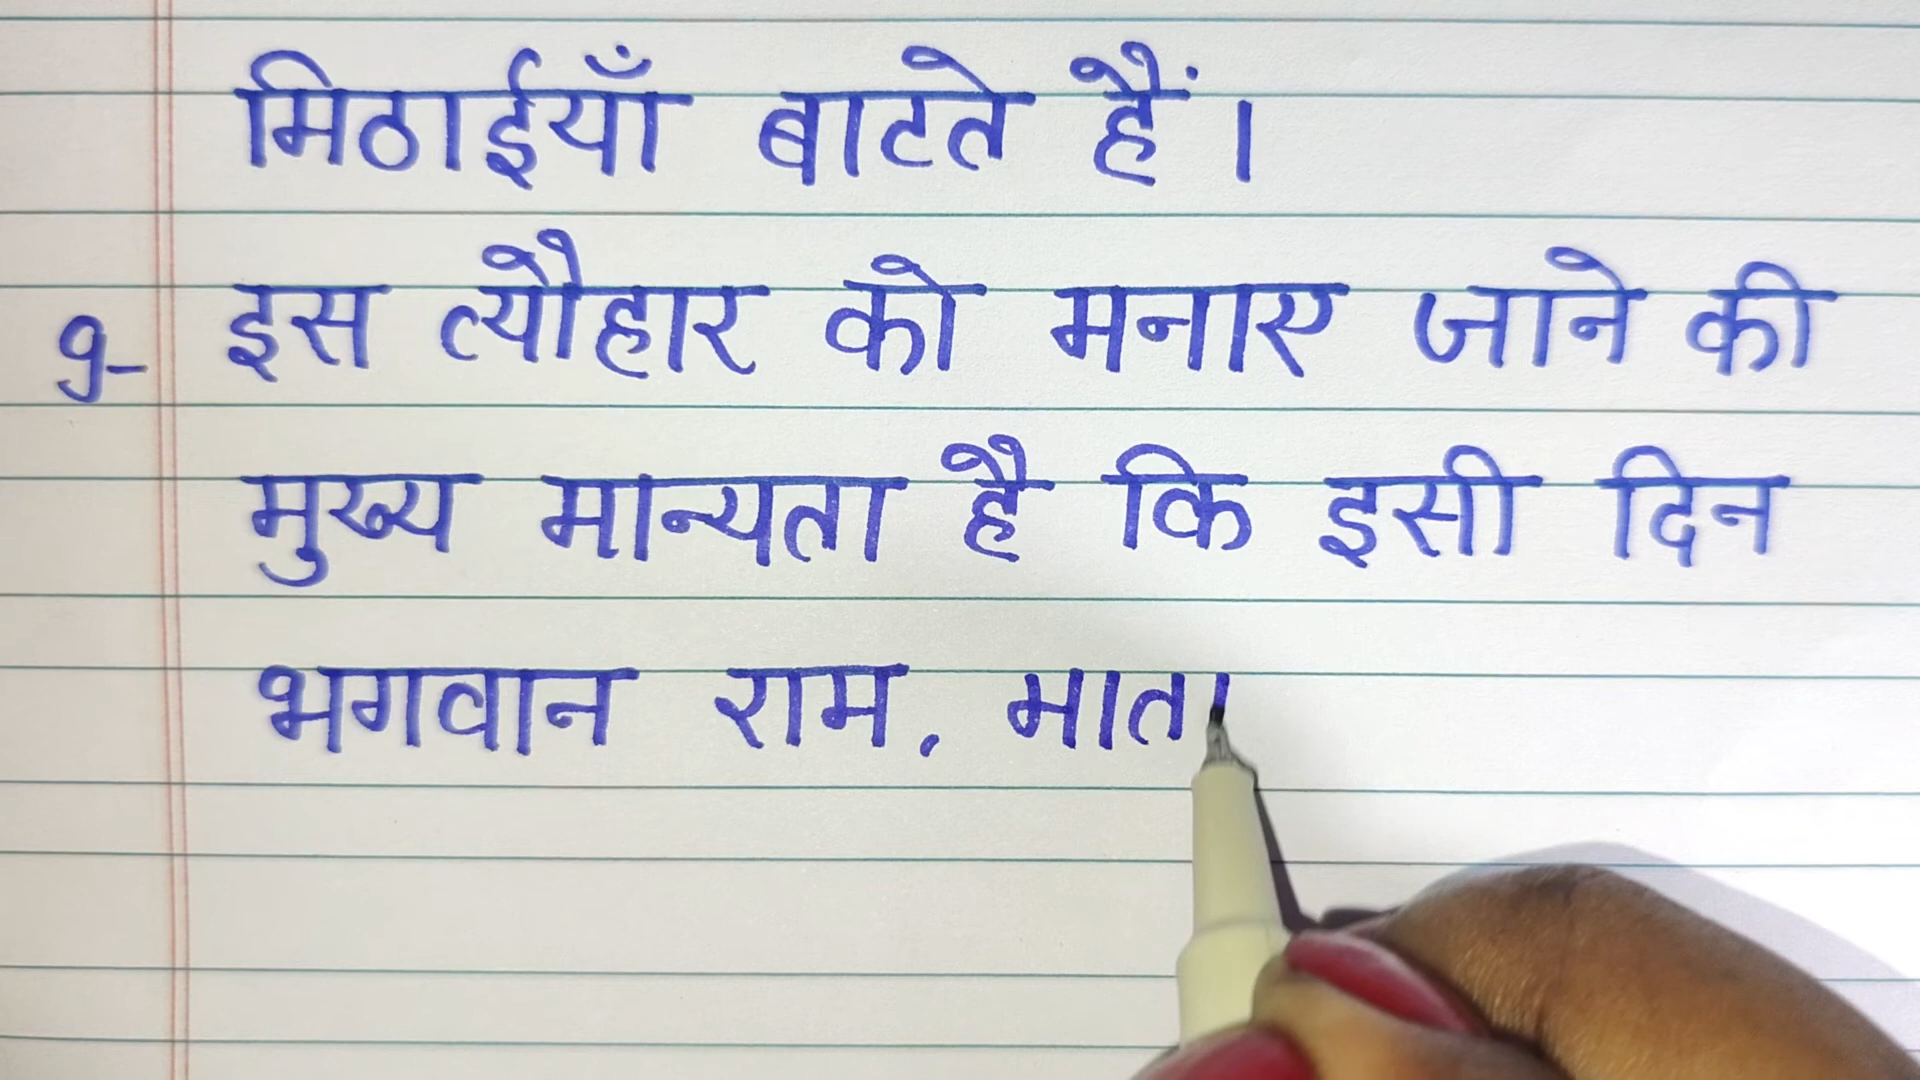 मिठाईयाँ बाटते हैं।
9- इस त्यौहार को मनाए जाने की
मुख्य मान्यता है कि इसी दिन
भगवान राम, माता